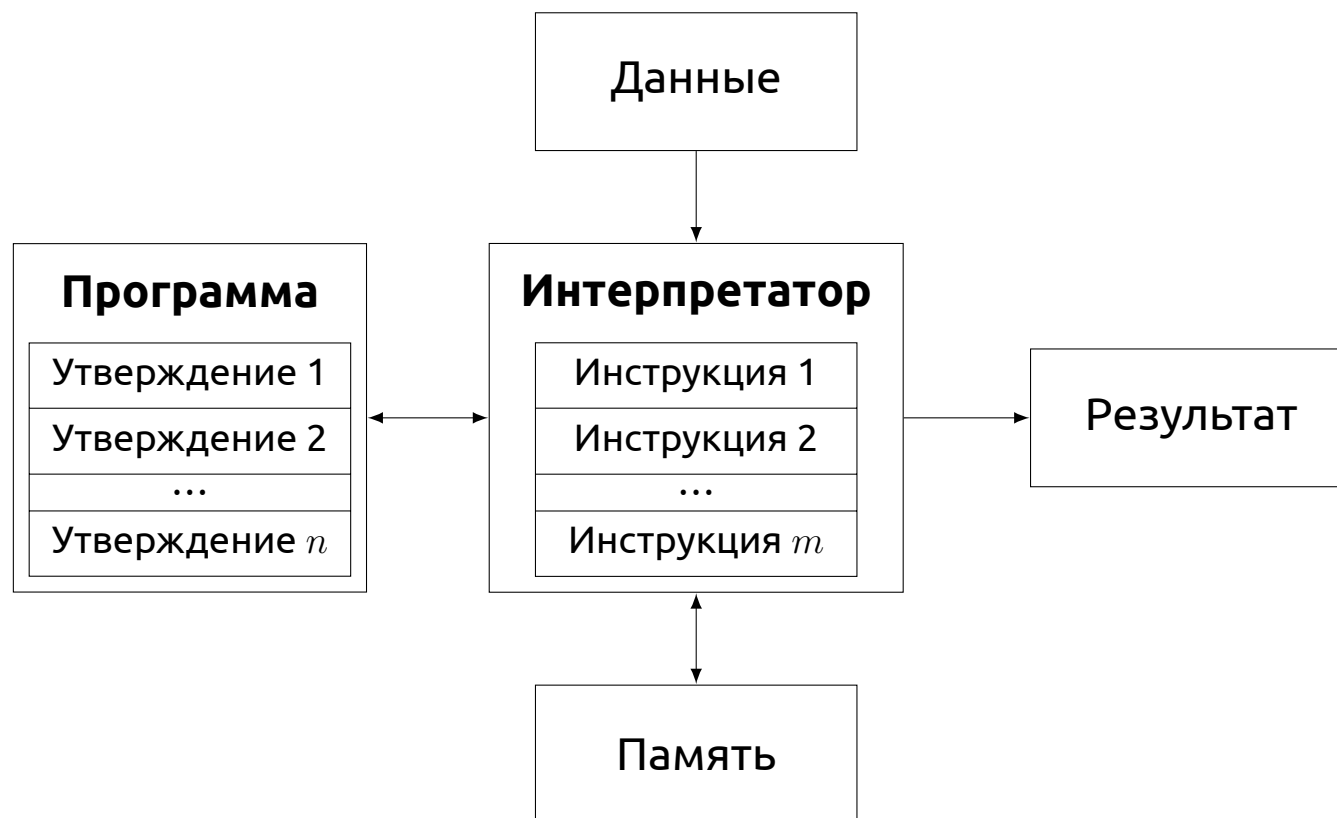 Данные
Программа
Утверждение 1
Утверждение 2
...
Утверждение n
Интерпретатор
Инструкция 1
Инструкция 2
...
Инструкция m
Результат
Память